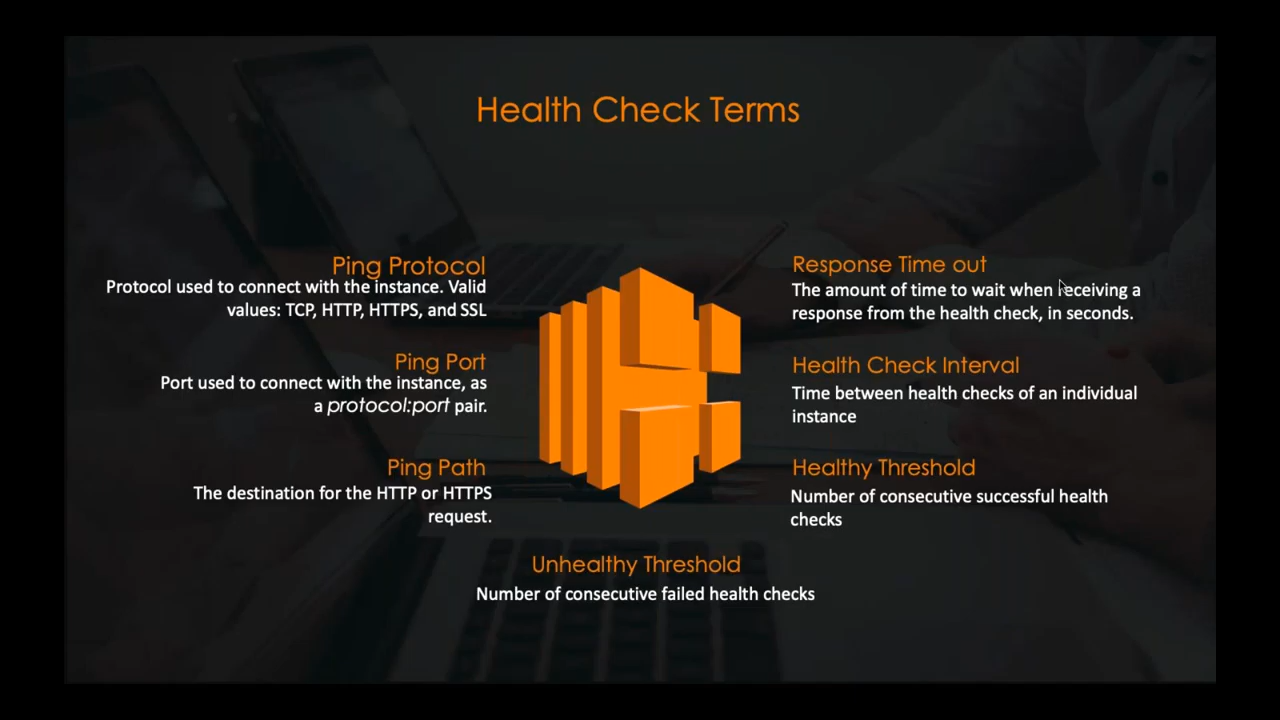 Health Check Terms
Ping Protocol
Protocol used to connect with the instance. Valid
values: TCP, HTTP, HTTPS, and SSL
Ping Port
Port used to connect with the instance, as
a protocol:port pair.
Ping Path
The destination for the HTTP or HTTPS
request.
Response Time out
The amount of time to wait when receiving a
response from the health check, in seconds.
Health Check Interval
Time between health checks of an individual
instance
Healthy Threshold
Number of consecutive successful health
checks
Unhealthy Threshold
Number of consecutive failed health checks